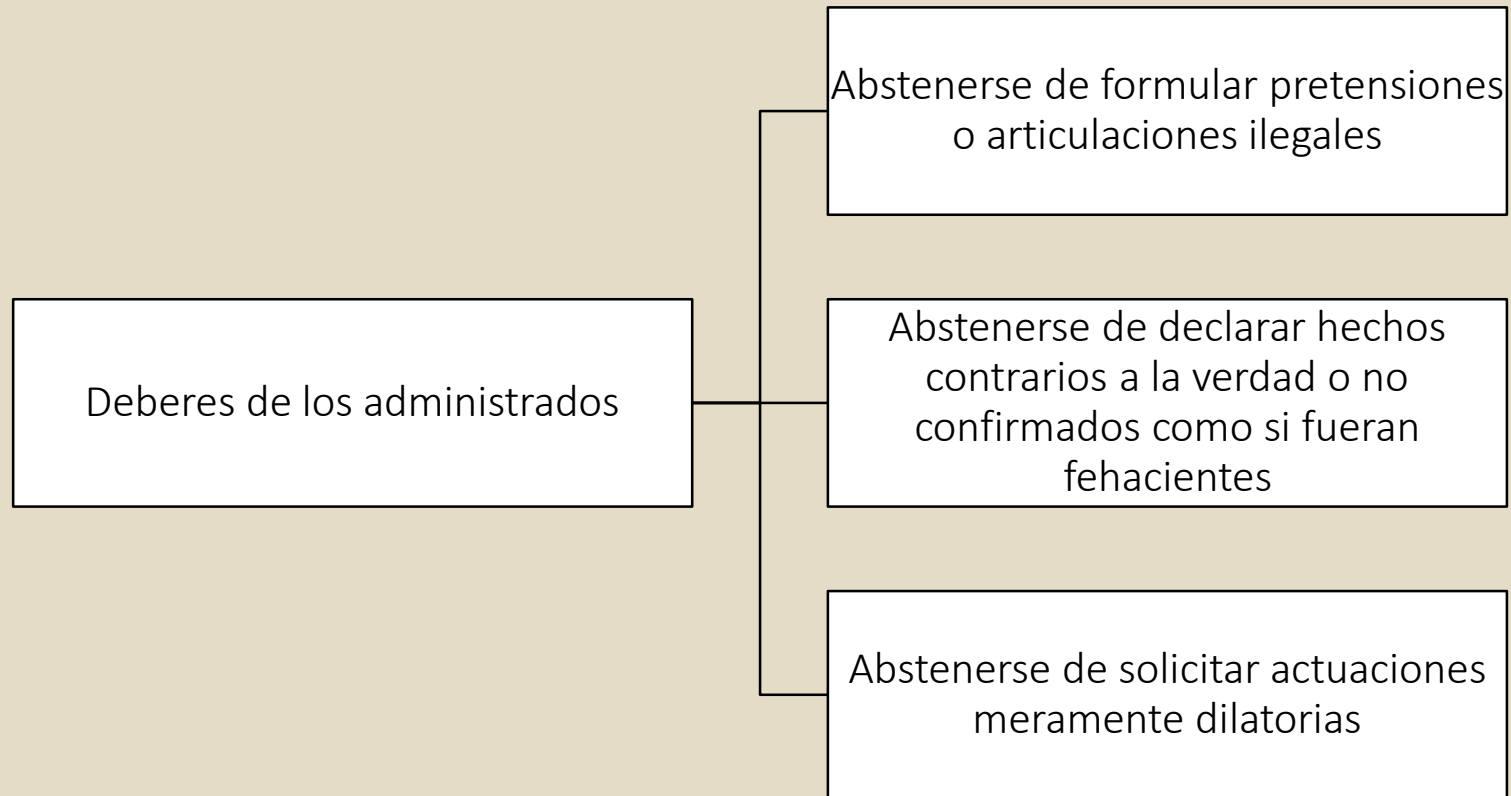 Abstenerse de formular pretensiones
o articulaciones ilegales
Deberes de los administrados
Abstenerse de declarar hechos
contrarios a la verdad o no
confirmados como si fueran
fehacientes
Abstenerse de solicitar actuaciones
meramente dilatorias